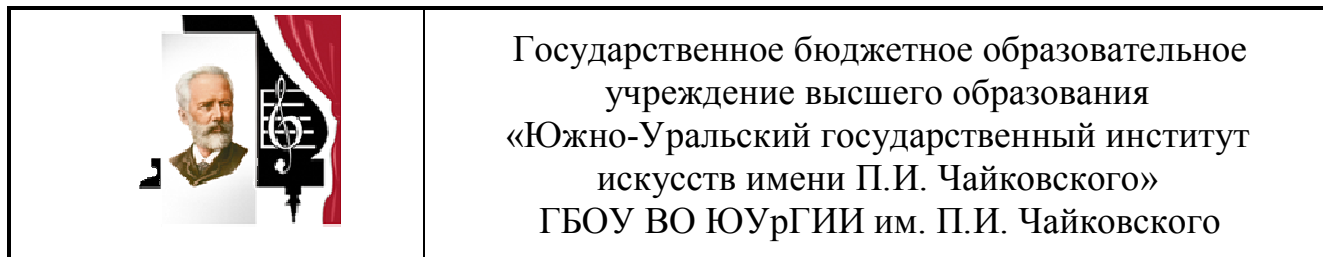 Государственное бюджетное образовательное
учреждение высшего образования
«Южно-Уральский государственный институт
искусств имени П.И. Чайковского»
ГБОУ ВО ЮУрГИИ им. П.И. Чайковского